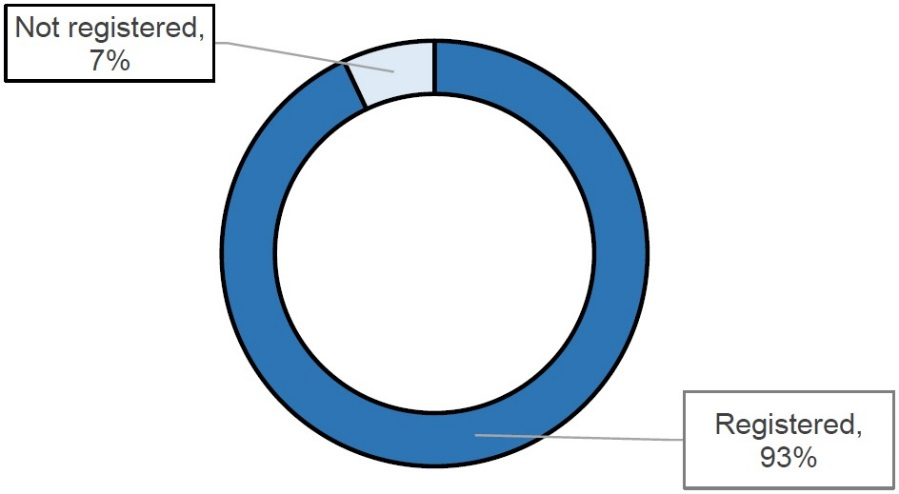 Not registered,
7%
Registered,
93%